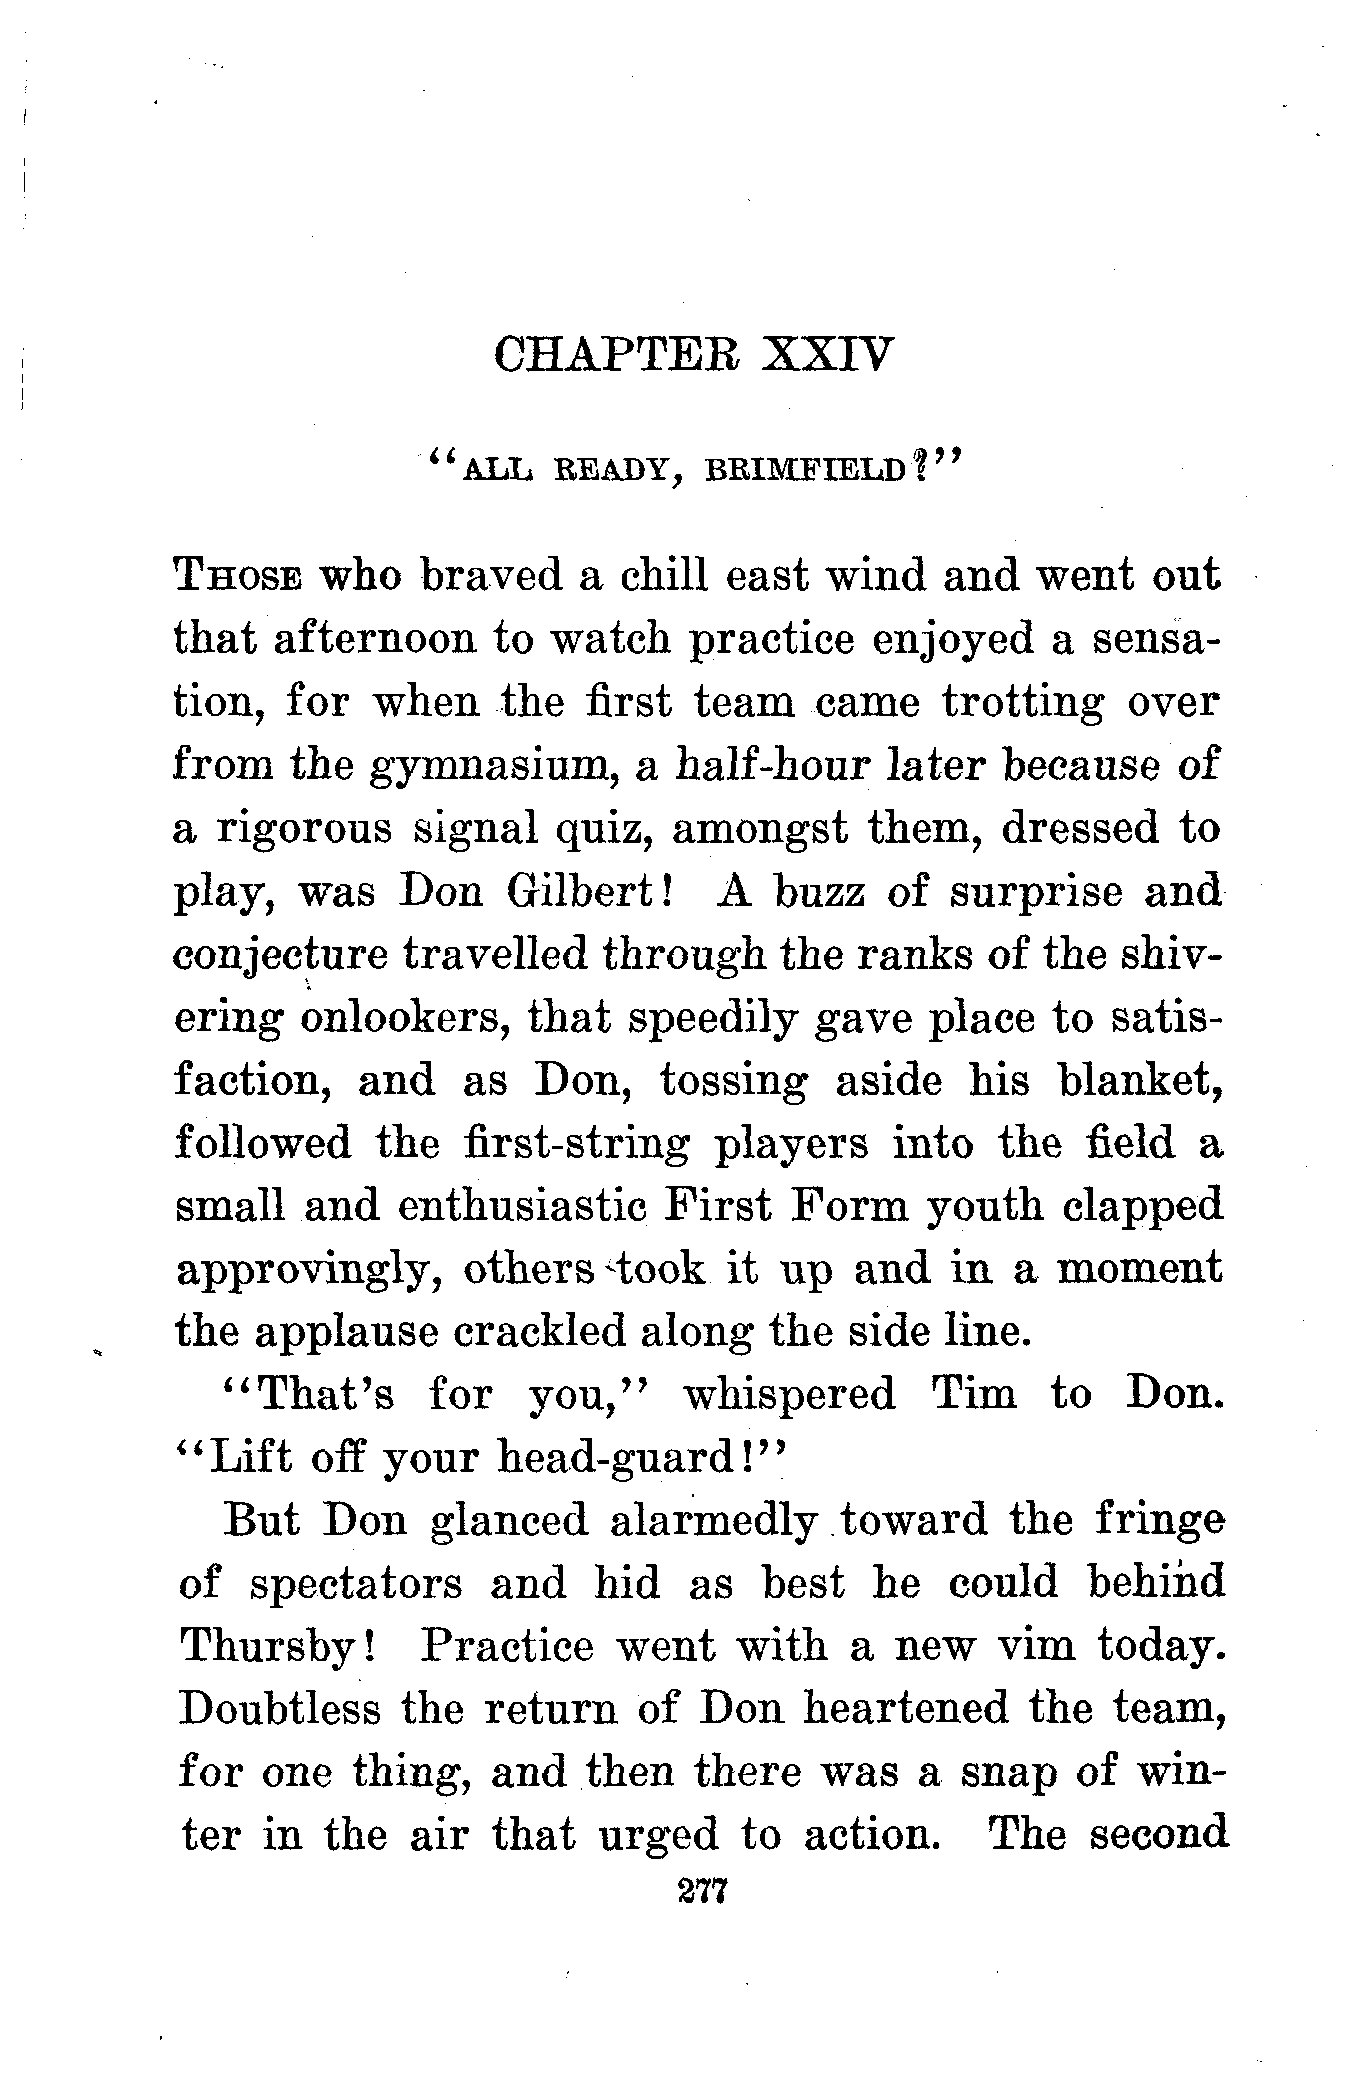 CHAPTER XXIV
“ALL READY, BRIMFIELD?”
THOSE who braved a chill east wind and went out
that afternoon to watch practice enjoyed a sensa-
tion, for when the first team came trotting over
from the gymnasium, a half-hour later because of
a rigorous signal quiz, amongst them, dressed to
play, was Don Gilbert! A buzz of surprise and
conjecture travelled through the ranks of the shiv-
ering onlookers, that speedily gave place to satis-
faction, and as Don, tossing aside his blanket,
followed the first-string players into the field a
small and enthusiastic First Form youth clapped
approvingly, others took it up and in a moment
the applause crackled along the side line.
“That’s for you,” whispered Tim to Don.
“Lift off your head-guard!”
But Don glanced alarmedly toward the fringe
of spectators and hid as best he could behind
Thursby! Practice went with a new vim today.
Doubtless the return of Don heartened the team,
for one thing, and then there was a snap of win-
ter in the air that urged to action. The second
277